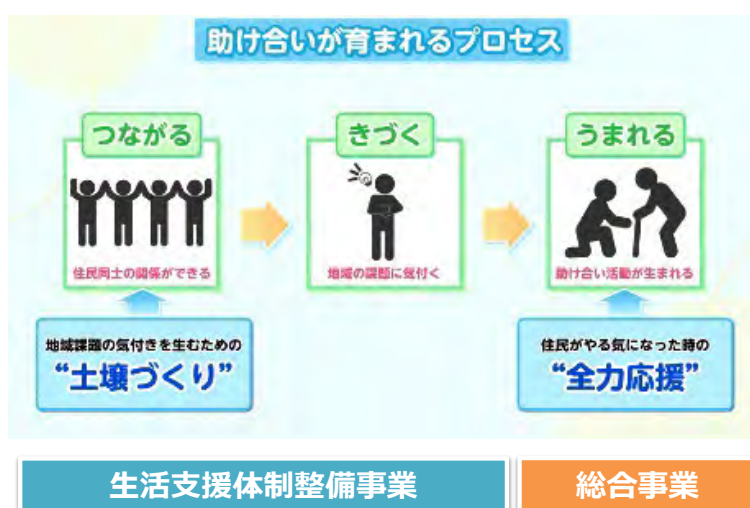 助け合いが育まれるプロセス
つながる
住民同士の関係ができる
きづく
地域の課題に気付く
うまれる
助け合い活動が生まれる
地域課題の気付きを生むための
“土壌づくり”
住民がやる気になった時の
“全力応援”
生活支援体制整備事業
総合事業